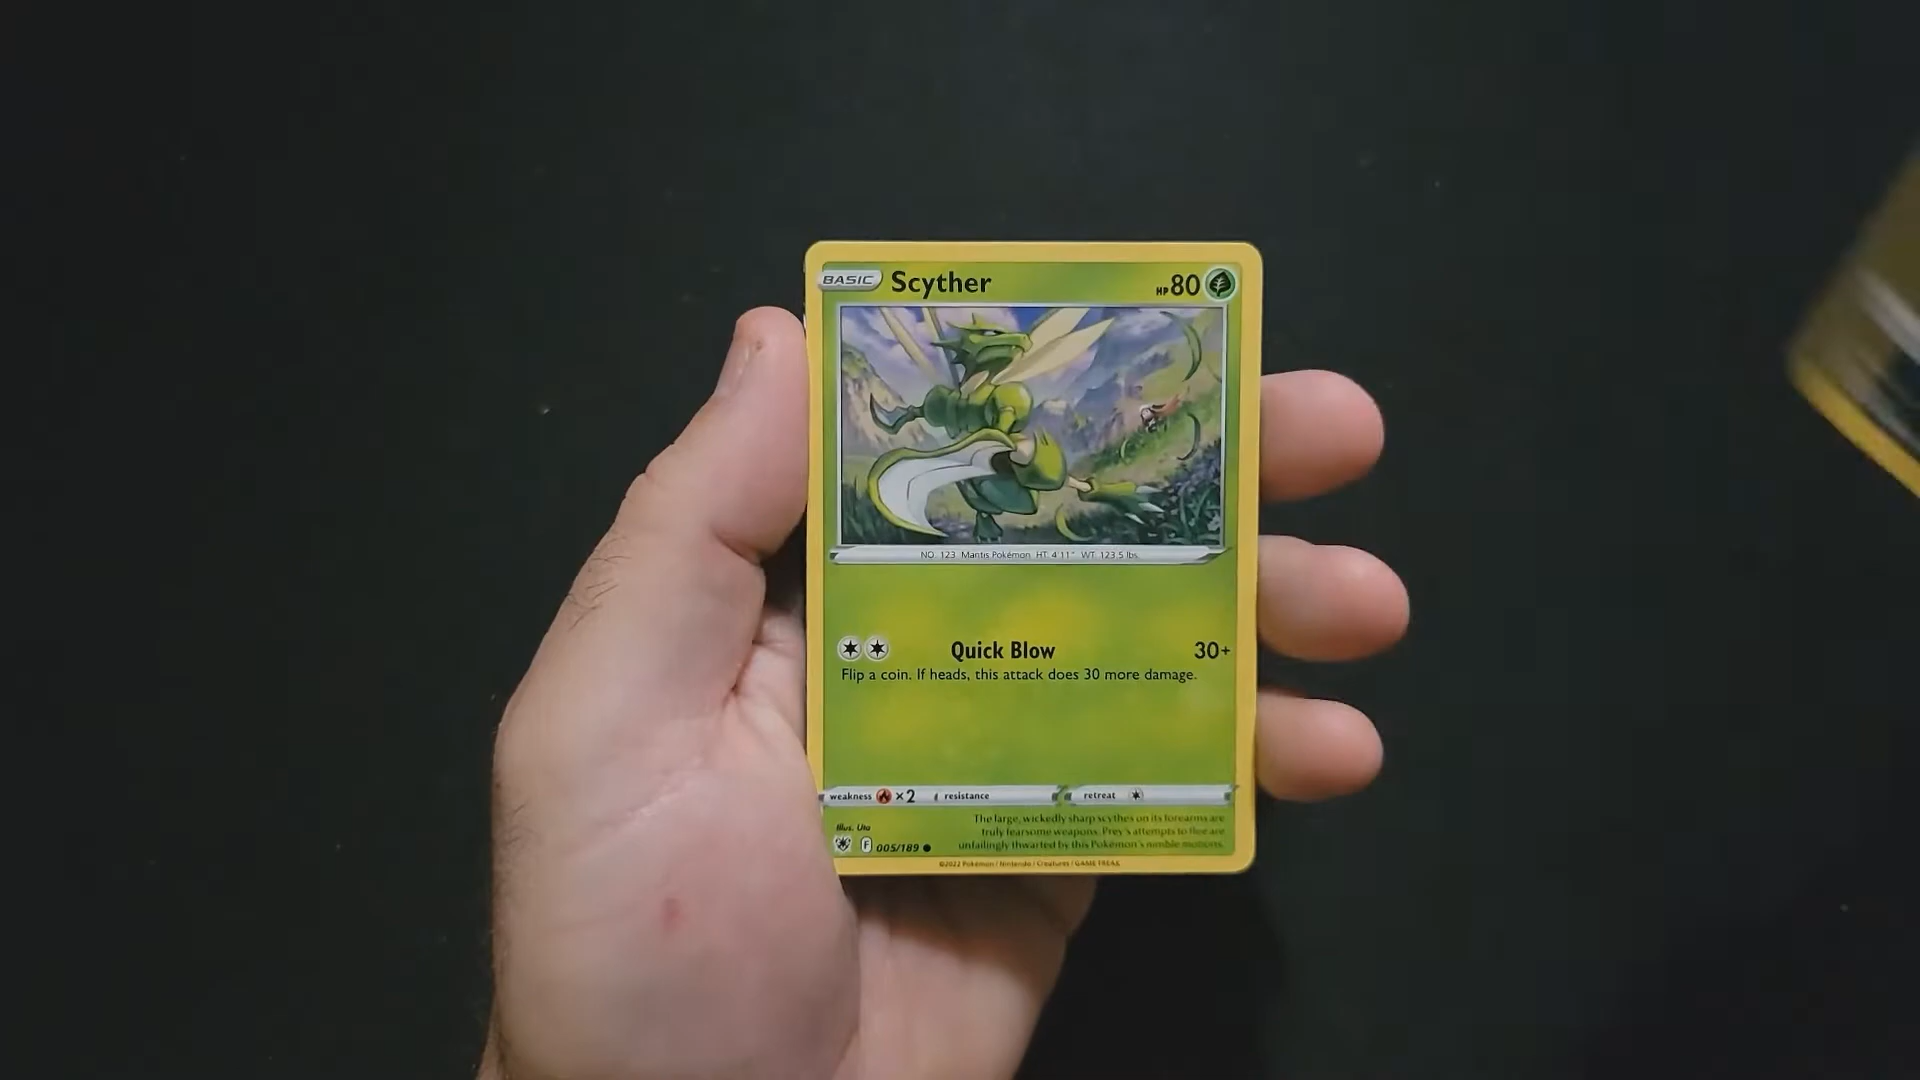 BASIC Scyther HP 80
NO. 123 Mantis Pokémon HT: 4'11" WT: 123.5 lbs.
Quick Blow 30+
Flip a coin. If heads, this attack does 30 more damage.
weakness ×2 resistance retreat
The large, wickedly sharp scythes on its forearms are
truly fearsome weapons. Prey's attempts to flee are
unfailingly thwarted by this Pokémon's nimble motions.
Illus. Uta
F 005/189
©2022 Pokémon / Nintendo / Creatures / GAME FREAK